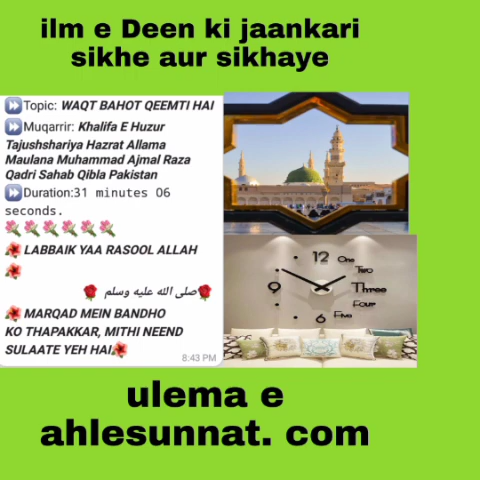 ilm e Deen ki jaankari
sikhe aur sikhaye
⏩Topic: WAQT BAHOT QEEMTI HAI
⏩Muqarrir: Khalifa E Huzur
Tajushshariya Hazrat Allama
Maulana Muhammad Ajmal Raza
Qadri Sahab Qibla Pakistan
⏩Duration:31 minutes 06
seconds.
💐💐💐💐💐💐
🌺LABBAIK YAA RASOOL ALLAH
🌺
🌹صلى الله عليه وسلم🌹
🌺MARQAD MEIN BANDHO
KO THAPAKKAR, MITHI NEEND
SULAATE YEH HAI🌺
8:43 PM
12 One
Two
9 Three
Four
6 Five
ulema e
ahlesunnat. com